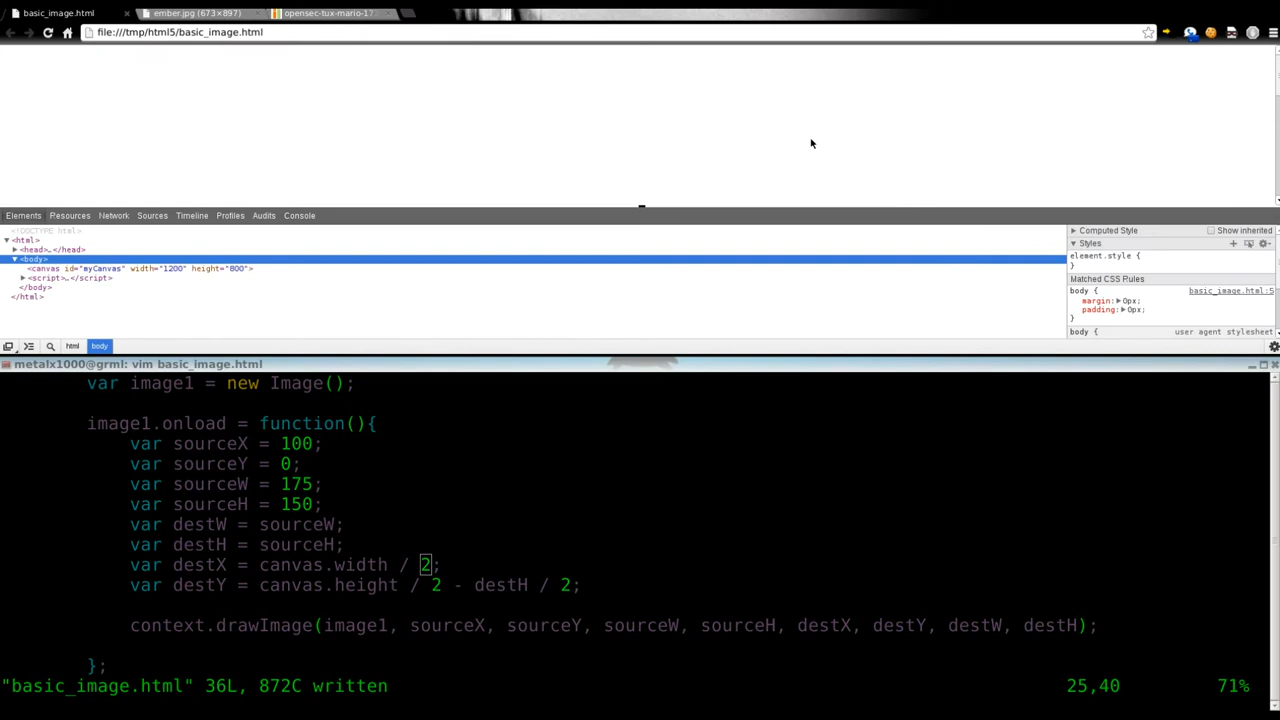 basic_image.html
ember.jpg (673×897)
opensec-tux-mario-17
file:///tmp/html5/basic_image.html
Elements Resources Network Sources Timeline Profiles Audits Console
<!DOCTYPE html>
<html>
<head>…</head>
<body>
<canvas id="myCanvas" width="1200" height="800">
<script>…</script>
</body>
</html>
Computed Style Show inherited
Styles
element.style {
}
Matched CSS Rules
body { basic_image.html:5
margin: 0px;
padding: 0px;
}
body { user agent stylesheet
html body
metalx1000@grml: vim basic_image.html
var image1 = new Image();
image1.onload = function(){
var sourceX = 100;
var sourceY = 0;
var sourceW = 175;
var sourceH = 150;
var destW = sourceW;
var destH = sourceH;
var destX = canvas.width / 2;
var destY = canvas.height / 2 - destH / 2;
context.drawImage(image1, sourceX, sourceY, sourceW, sourceH, destX, destY, destW, destH);
};
"basic_image.html" 36L, 872C written 25,40 71%